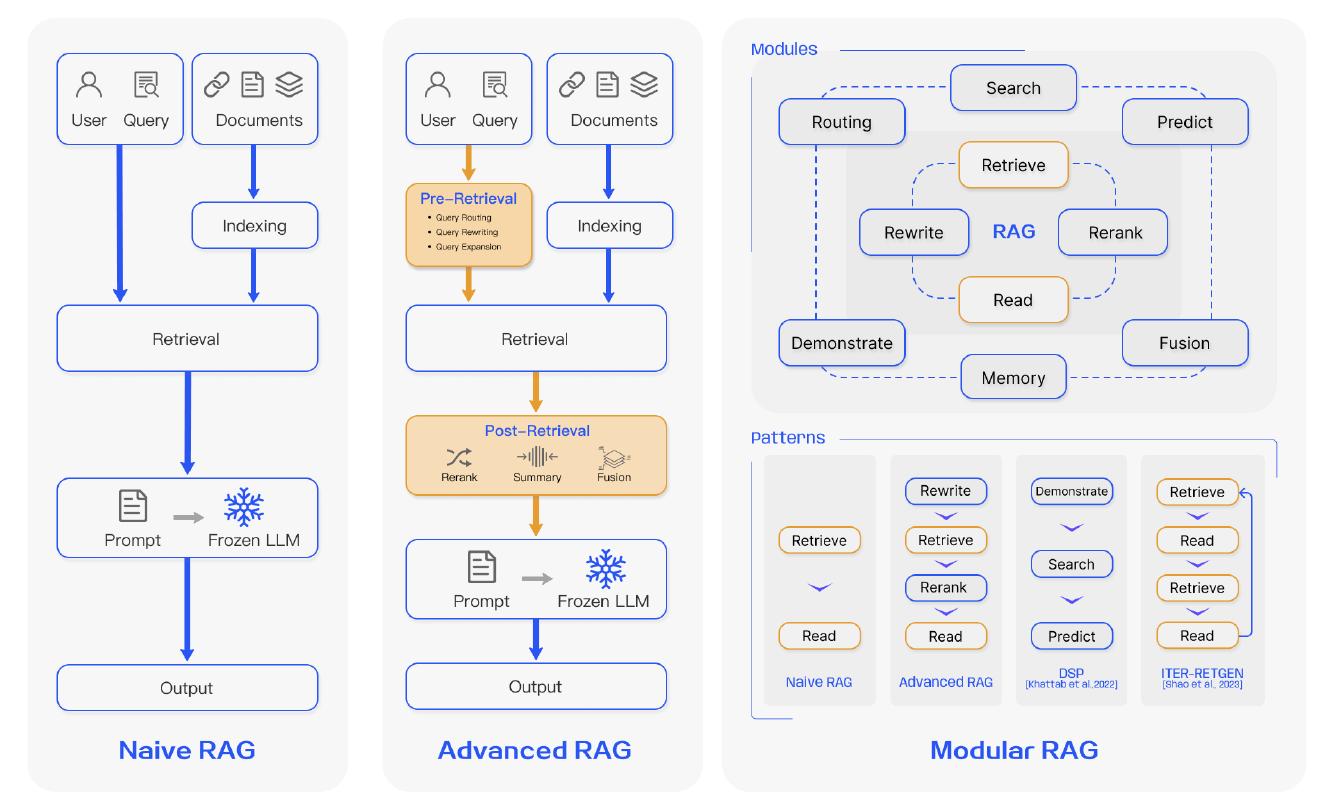 User Query
Documents
Indexing
Retrieval
Prompt
Frozen LLM
Output
Naive RAG
User Query
Documents
Pre-Retrieval
• Query Routing
• Query Rewriting
• Query Expansion
Indexing
Retrieval
Post-Retrieval
Rerank
Summary
Fusion
Prompt
Frozen LLM
Output
Advanced RAG
Modules
Search
Routing
Predict
Retrieve
Rewrite
RAG
Rerank
Read
Demonstrate
Fusion
Memory
Patterns
Retrieve
Read
Naive RAG
Rewrite
Retrieve
Rerank
Read
Advanced RAG
Demonstrate
Search
Predict
DSP
[Khattab et al.,2022]
Retrieve
Read
Retrieve
Read
ITER-RETGEN
[Shao et al., 2023]
Modular RAG